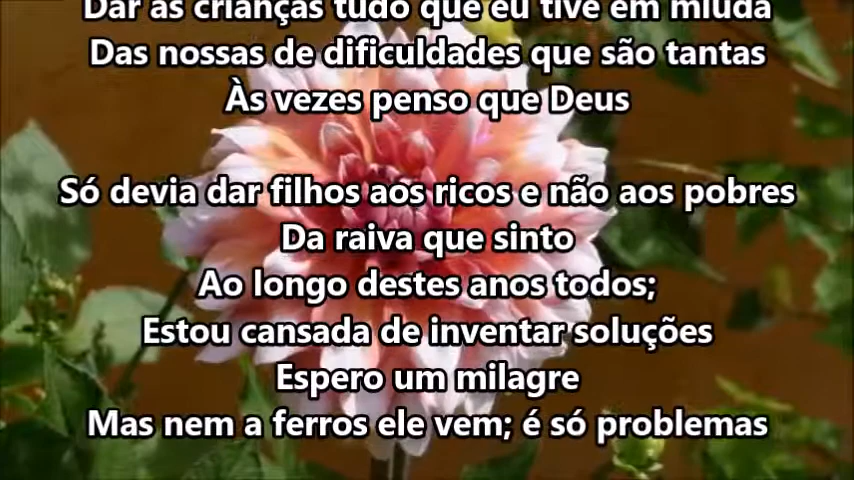 Dar às crianças tudo que eu tive em miúda
Das nossas de dificuldades que são tantas
Às vezes penso que Deus
Só devia dar filhos aos ricos e não aos pobres
Da raiva que sinto
Ao longo destes anos todos;
Estou cansada de inventar soluções
Espero um milagre
Mas nem a ferros ele vem; é só problemas